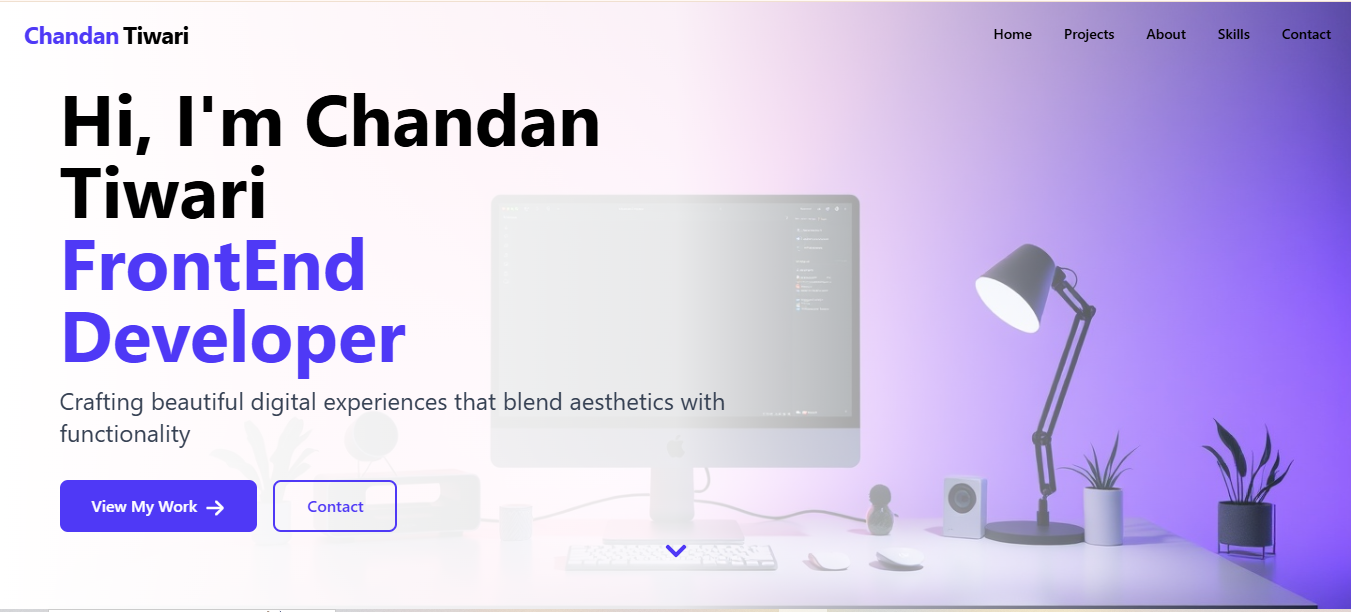 Chandan Tiwari
Home Projects About Skills Contact
Hi, I'm Chandan
Tiwari
FrontEnd
Developer
Crafting beautiful digital experiences that blend aesthetics with
functionality
View My Work
Contact